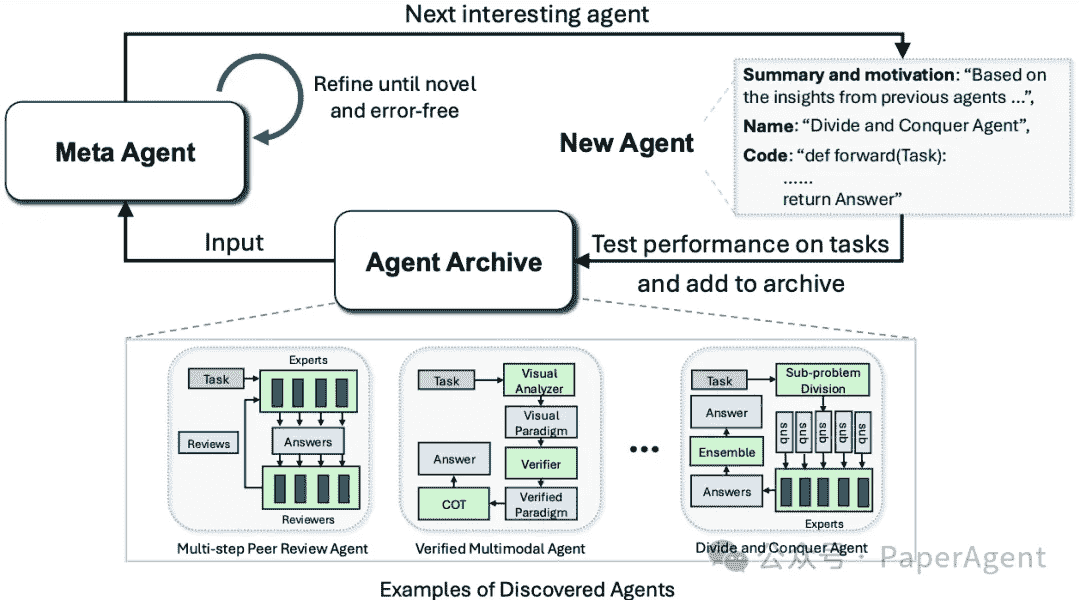 Next interesting agent
Refine until novel
and error-free
Meta Agent
New Agent
Summary and motivation: “Based on
the insights from previous agents ...”,
Name: “Divide and Conquer Agent”,
Code: “def forward(Task):
......
return Answer”
Input
Agent Archive
Test performance on tasks
and add to archive
Experts
Task
Reviews
Answers
Reviewers
Multi-step Peer Review Agent
Task
Visual
Analyzer
Visual
Paradigm
Answer
Verifier
COT
Verified
Paradigm
Verified Multimodal Agent
•••
Task
Sub-problem
Division
Answer
sub
sub
sub
sub
sub
Ensemble
Answers
Experts
Divide and Conquer Agent
公众号 · PaperAgent
Examples of Discovered Agents